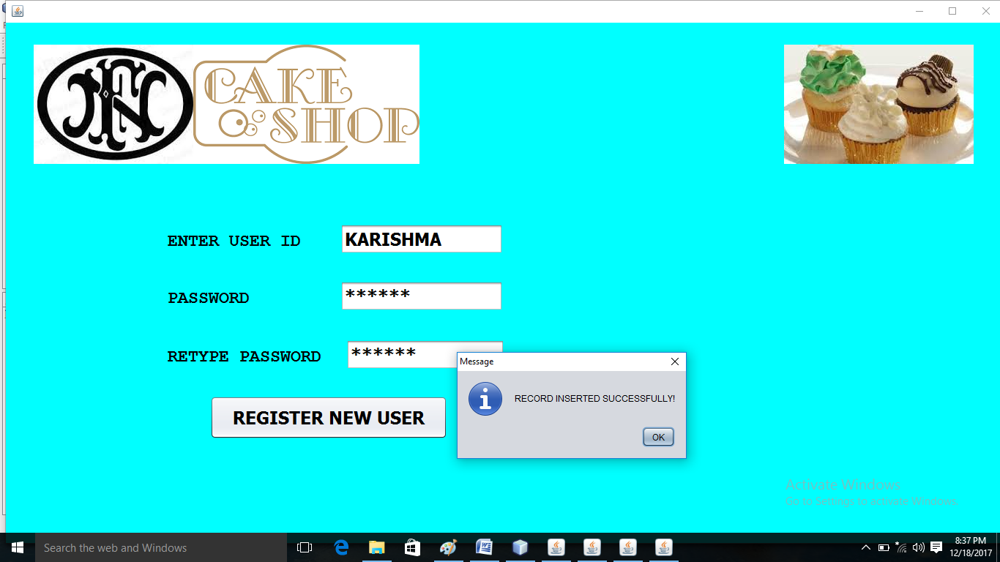 CAKE
SHOP
ENTER USER ID
KARISHMA
PASSWORD
******
RETYPE PASSWORD
******
Message
RECORD INSERTED SUCCESSFULLY!
OK
REGISTER NEW USER
Activate Windows
Go to Settings to activate Windows.
Search the web and Windows
8:37 PM
12/18/2017